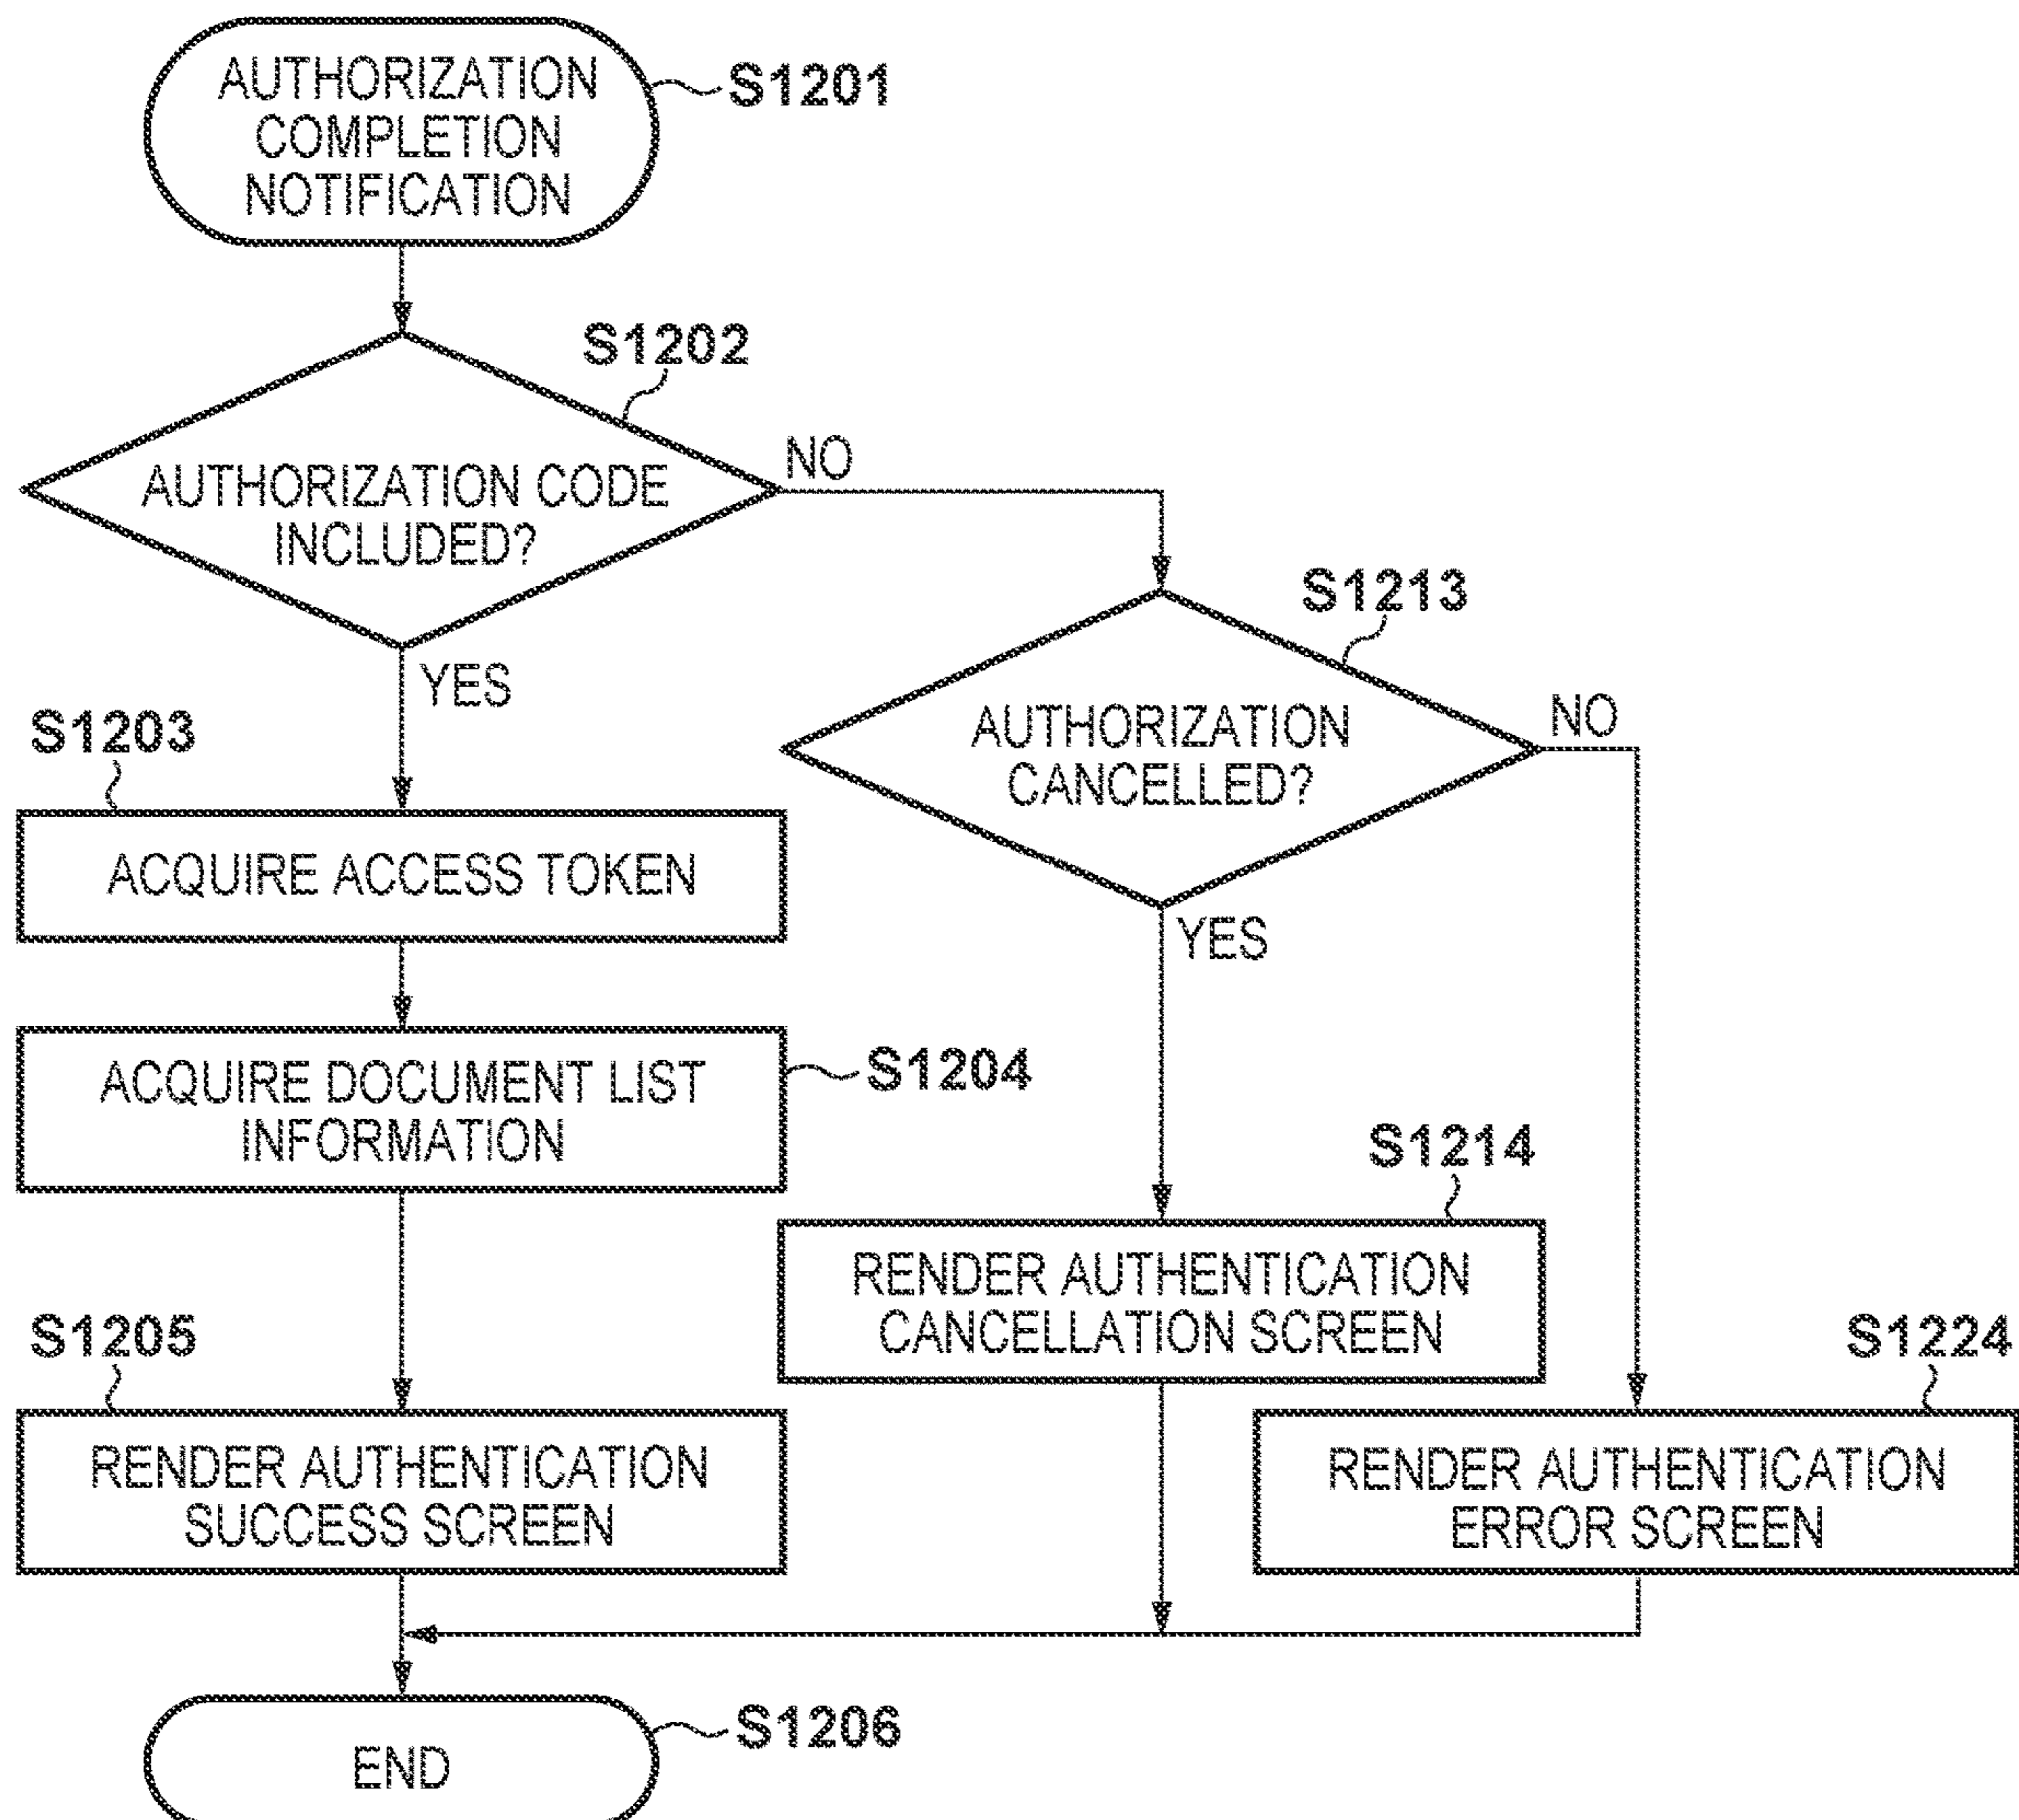 AUTHORIZATION
COMPLETION
NOTIFICATION
S1201
S1202
AUTHORIZATION CODE
INCLUDED?
NO
YES
S1213
AUTHORIZATION
CANCELLED?
NO
YES
S1203
ACQUIRE ACCESS TOKEN
ACQUIRE DOCUMENT LIST
INFORMATION
S1204
S1214
RENDER AUTHENTICATION
CANCELLATION SCREEN
S1205
RENDER AUTHENTICATION
SUCCESS SCREEN
S1224
RENDER AUTHENTICATION
ERROR SCREEN
END
S1206